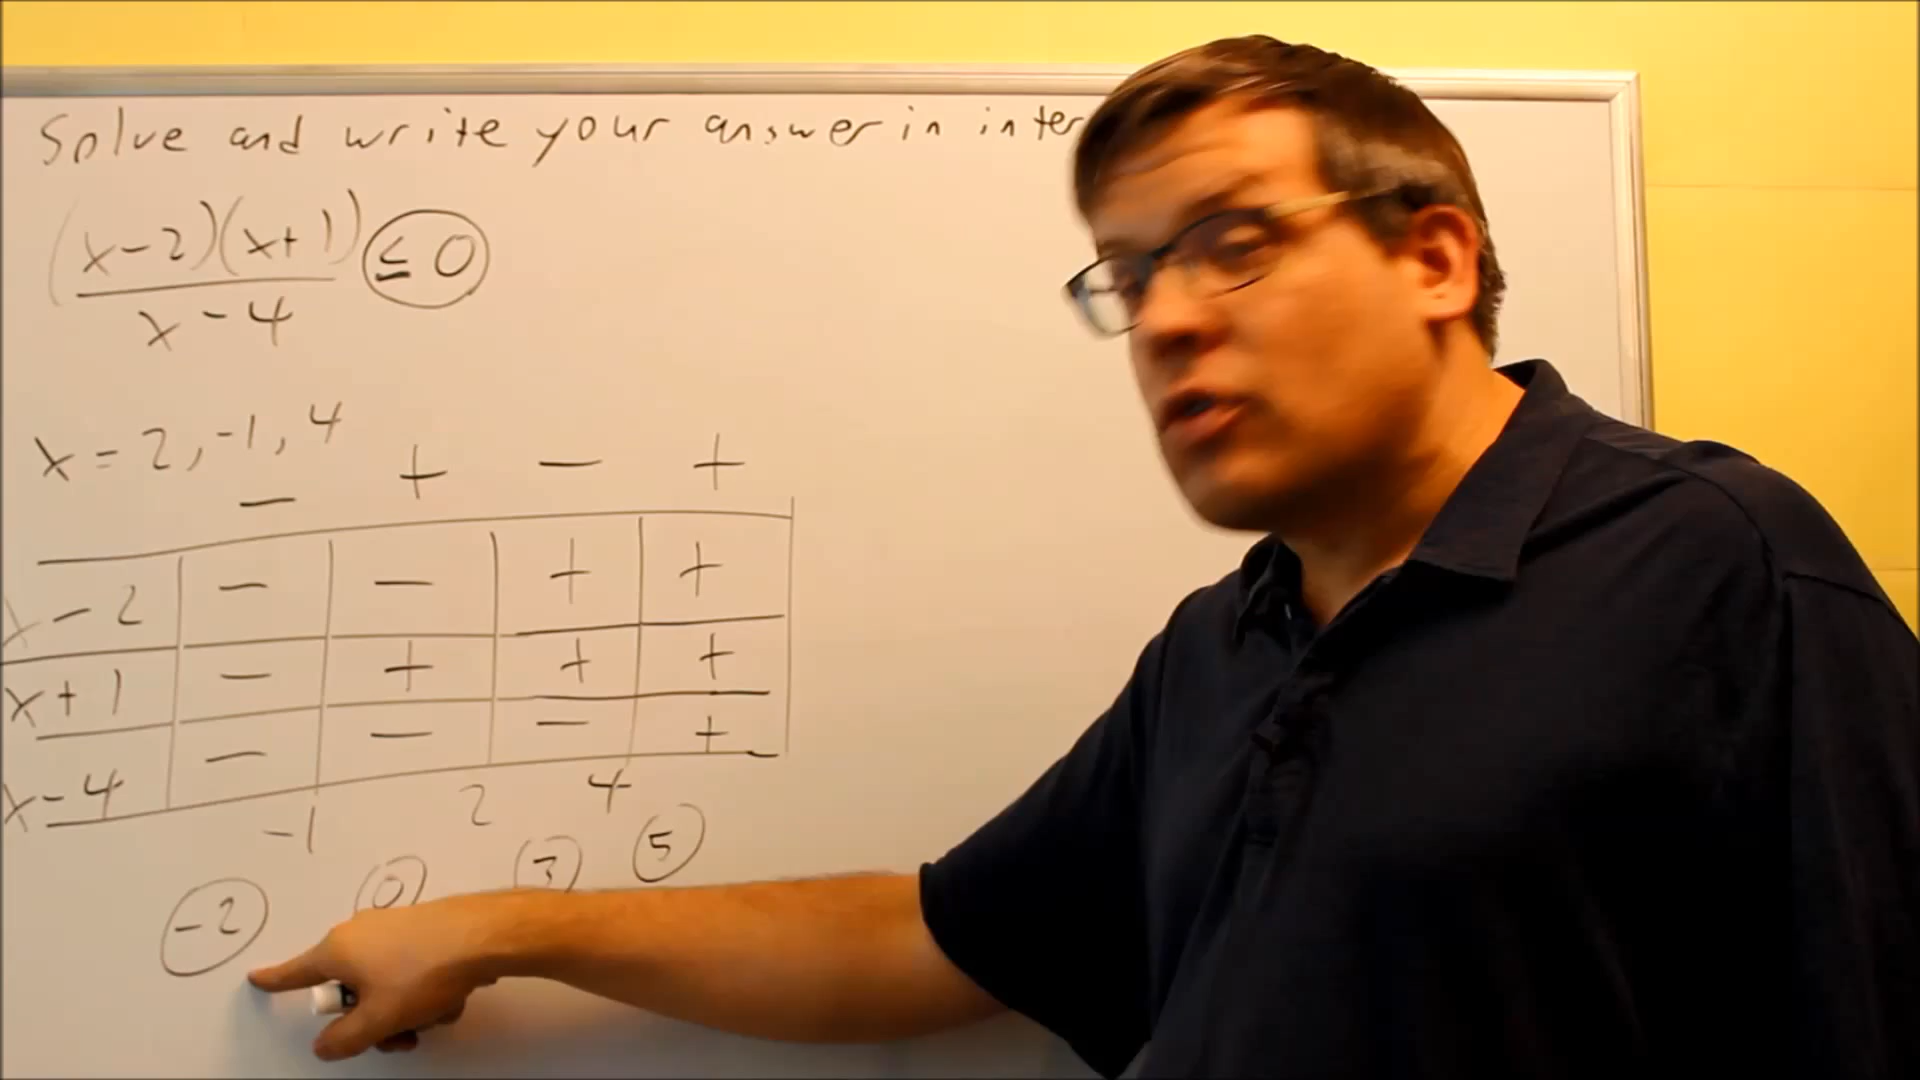 Solve and write your answer in inter
(x-2)(x+1) ≤ 0
x-4
x = 2, -1, 4
- + - +
x-2 - - + +
x+1 - + + +
x-4 - - - +
-1 2 4
-2 0 3 5